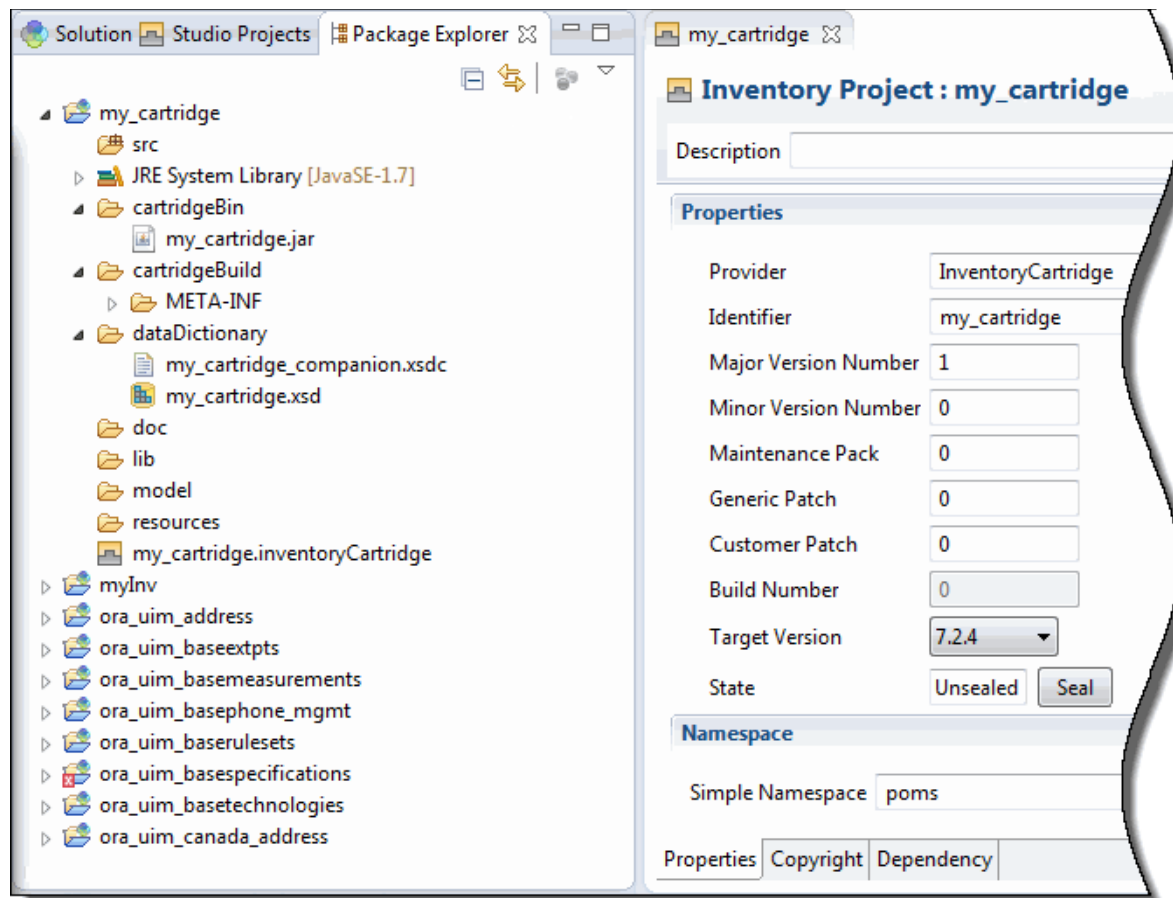 Solution Studio Projects Package Explorer
my_cartridge
src
JRE System Library [JavaSE-1.7]
cartridgeBin
my_cartridge.jar
cartridgeBuild
META-INF
dataDictionary
my_cartridge_companion.xsdc
my_cartridge.xsd
doc
lib
model
resources
my_cartridge.inventoryCartridge
myInv
ora_uim_address
ora_uim_baseextpts
ora_uim_basemeasurements
ora_uim_basephone_mgmt
ora_uim_baserulesets
ora_uim_basespecifications
ora_uim_basetechnologies
ora_uim_canada_address
my_cartridge
Inventory Project : my_cartridge
Description
Properties
Provider InventoryCartridge
Identifier my_cartridge
Major Version Number 1
Minor Version Number 0
Maintenance Pack 0
Generic Patch 0
Customer Patch 0
Build Number 0
Target Version 7.2.4
State Unsealed Seal
Namespace
Simple Namespace poms
Properties Copyright Dependency